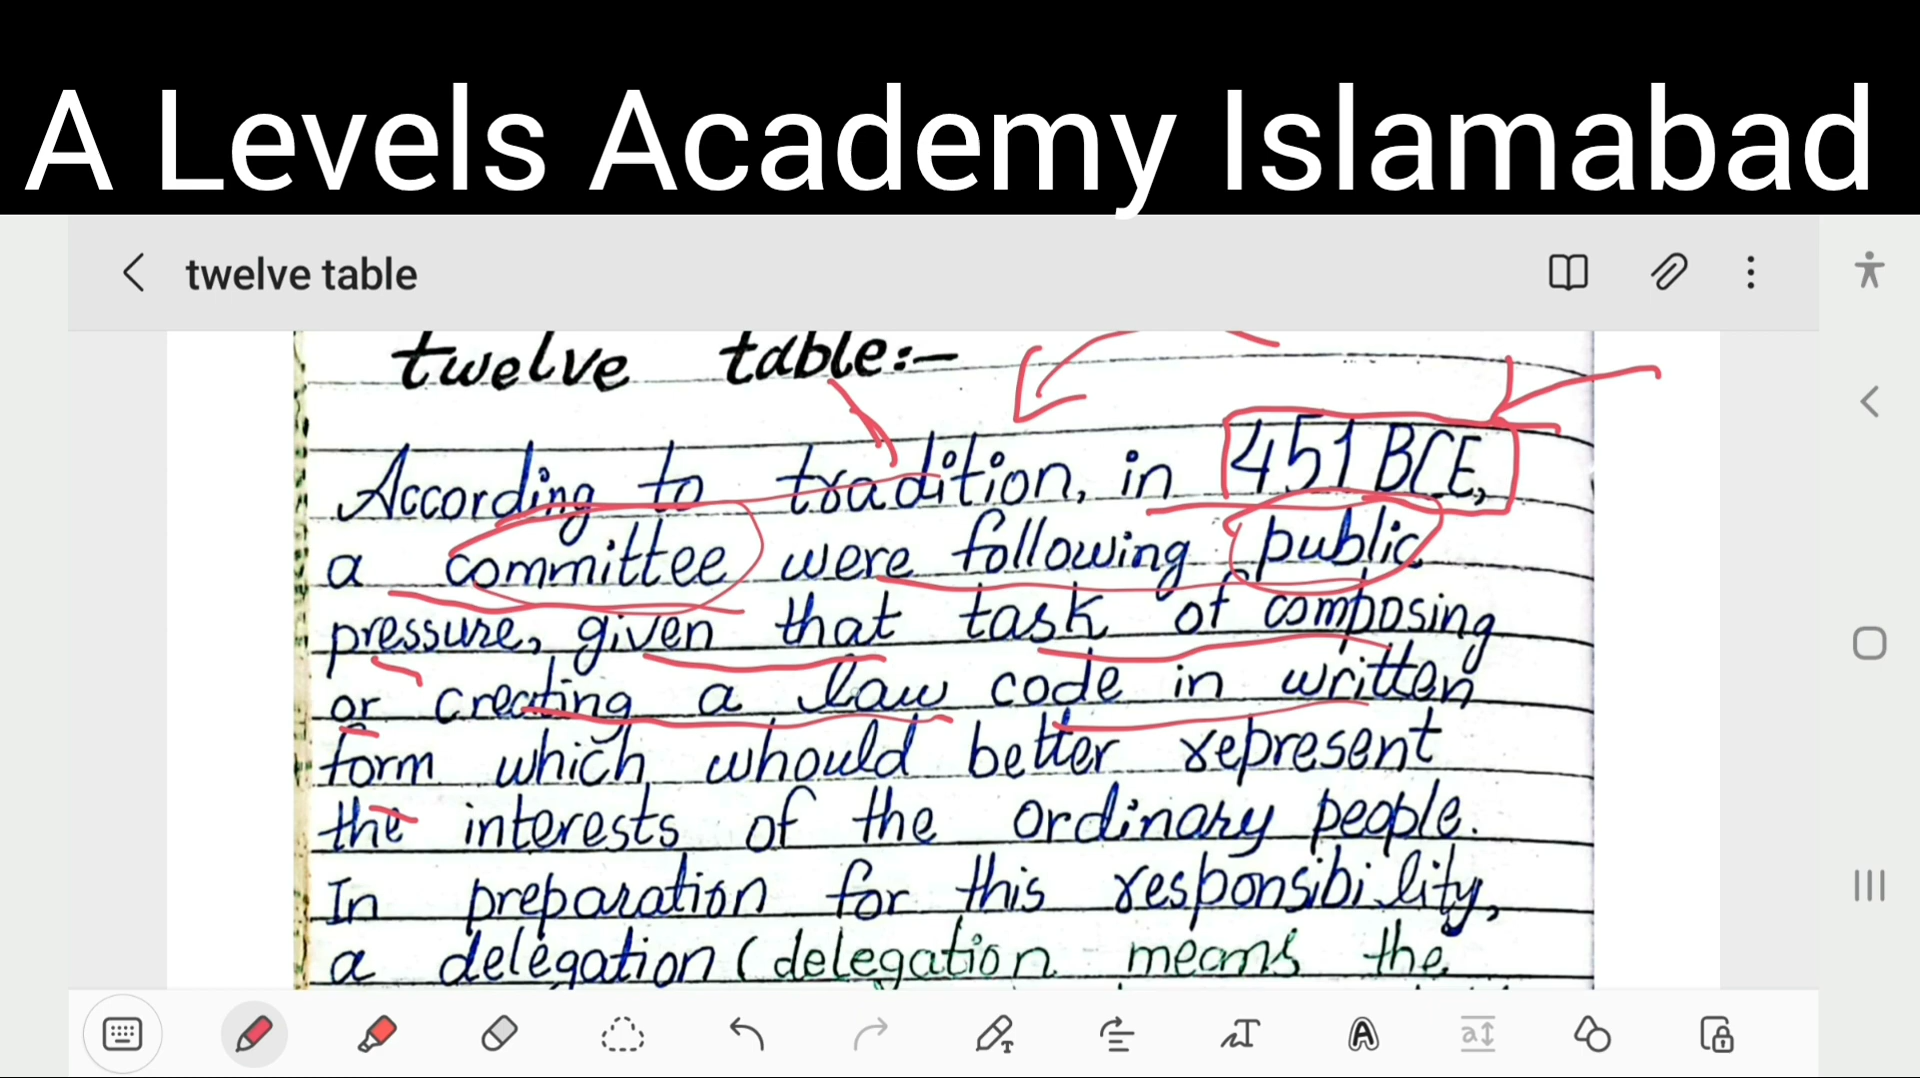 A Levels Academy Islamabad
twelve table
twelve table:-
According to tradition, in 451 BCE,
a committee were following public
pressure, given that task of composing
or creating a law code in written
form which whould better represent
the interests of the ordinary people.
In preparation for this responsibility,
a delegation (delegation means the